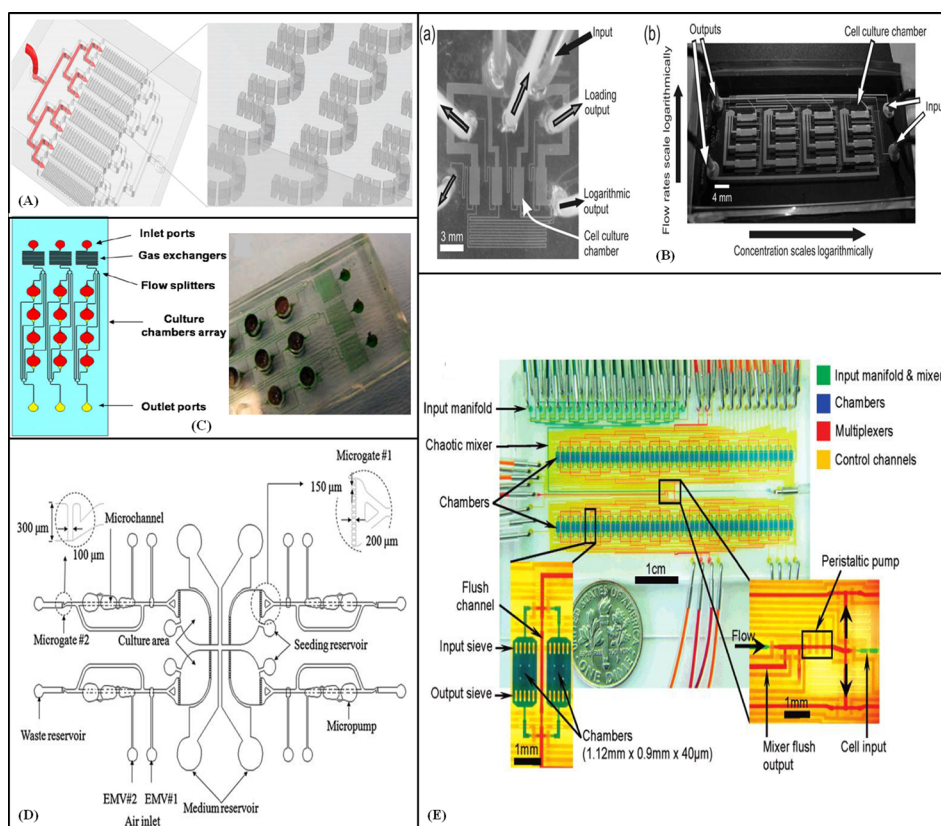 (A)
(a)
Input
Loading
output
Logarithmic
output
Cell culture
chamber
3 mm
(b)
Outputs
Cell culture chamber
Input
Flow rates scale logarithmically
4 mm
Concentration scales logarithmically
(B)
Inlet ports
Gas exchangers
Flow splitters
Culture
chambers array
Outlet ports
(C)
Microgate #1
150
µm
200 µm
300 µm
100 µm
Microchannel
Microgate #2
Culture area
Seeding reservoir
Waste reservoir
Micropump
EMV#2
EMV#1
Air inlet
Medium reservoir
(D)
Input manifold
Chaotic mixer
Chambers
Input manifold & mixer
Chambers
Multiplexers
Control channels
1cm
Flush
channel
Input sieve
Output sieve
1mm
Chambers
(1.12mm x 0.9mm x 40µm)
ONE DIME
Peristaltic pump
Flow
1mm
Mixer flush
output
Cell input
(E)